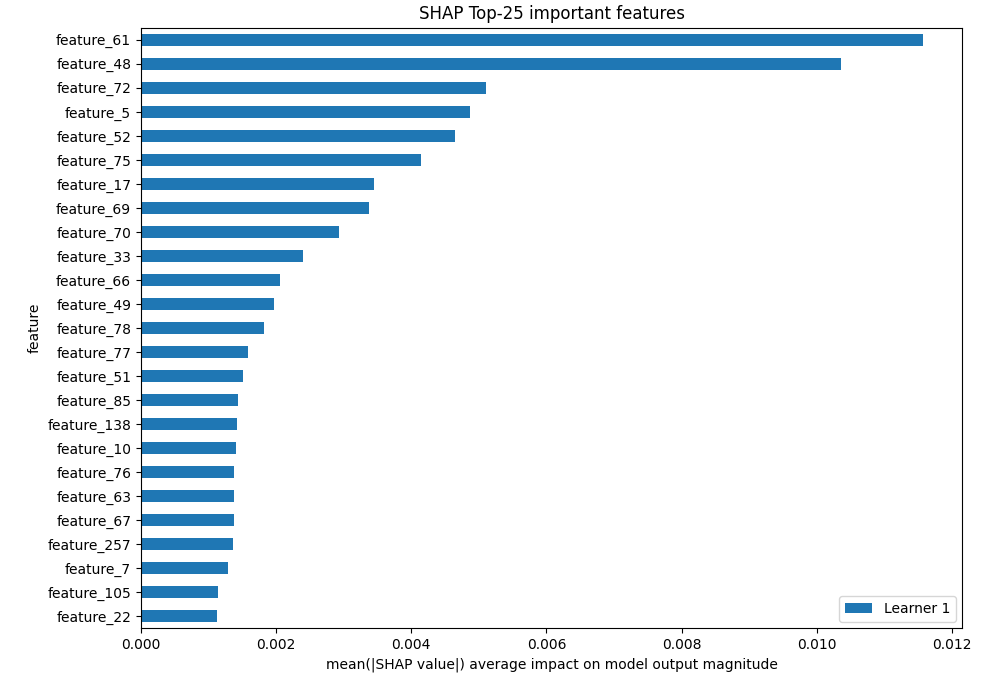 SHAP Top-25 important features
feature_61
feature_48
feature_72
feature_5
feature_52
feature_75
feature_17
feature_69
feature_70
feature_33
feature_66
feature_49
feature_78
feature_77
feature_51
feature_85
feature_138
feature_10
feature_76
feature_63
feature_67
feature_257
feature_7
feature_105
feature_22
feature
Learner 1
0.000 0.002 0.004 0.006 0.008 0.010 0.012
mean(|SHAP value|) average impact on model output magnitude